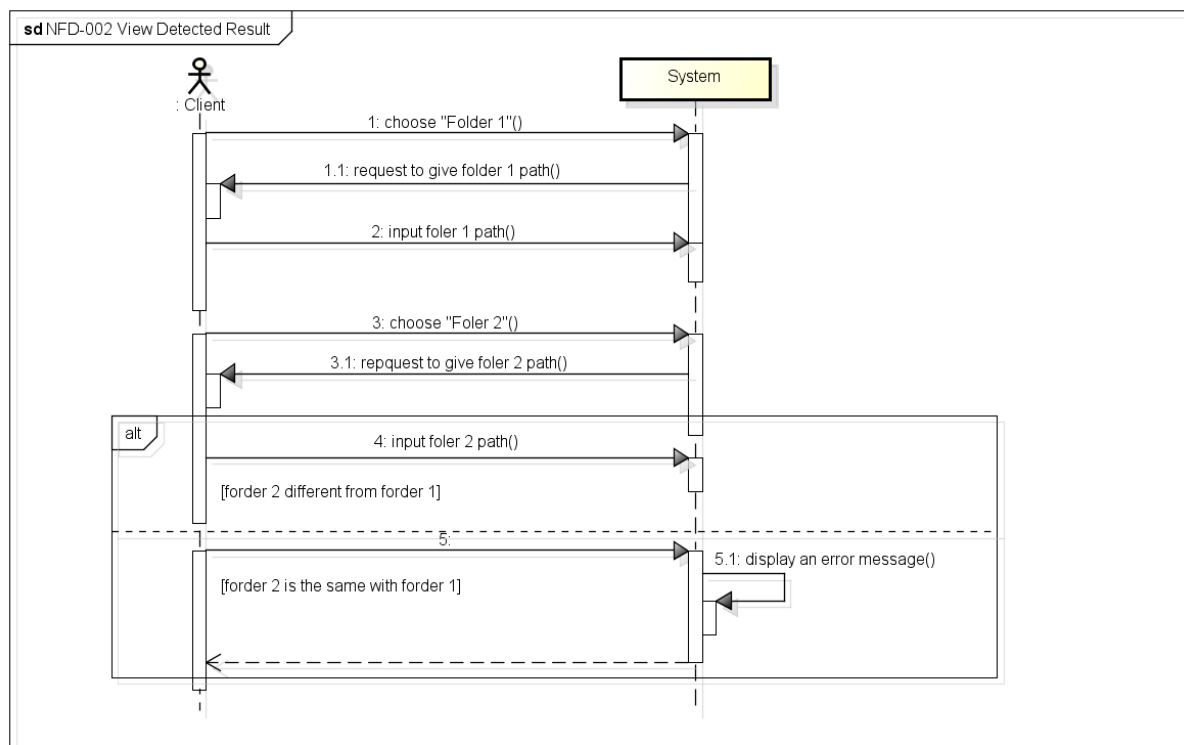 sd NFD-002 View Detected Result
: Client
System
1: choose "Folder 1"()
1.1: request to give folder 1 path()
2: input foler 1 path()
3: choose "Foler 2"()
3.1: repquest to give foler 2 path()
alt
4: input foler 2 path()
[forder 2 different from forder 1]
5:
5.1: display an error message()
[forder 2 is the same with forder 1]